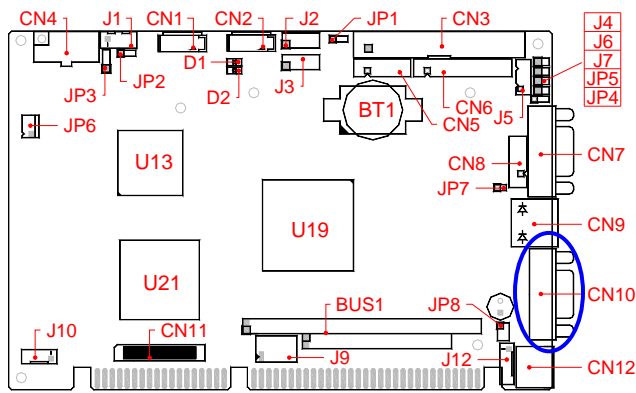 CN4 J1 CN1 CN2 J2 JP1 CN3 J4
J6
J7
JP5
JP4
D1
JP3 JP2 D2 J3 BT1 CN6 J5
CN5
JP6
U13 CN8 CN7
JP7
U19 CN9
U21 CN10
BUS1 JP8
J10 CN11 J9 J12 CN12